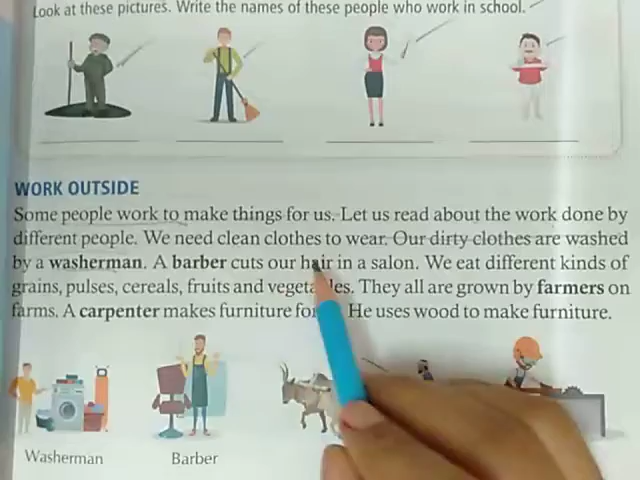 Look at these pictures. Write the names of these people who work in school.
WORK OUTSIDE
Some people work to make things for us. Let us read about the work done by
different people. We need clean clothes to wear. Our dirty clothes are washed
by a washerman. A barber cuts our hair in a salon. We eat different kinds of
grains, pulses, cereals, fruits and vegetables. They all are grown by farmers on
farms. A carpenter makes furniture He uses wood to make furniture.
Washerman Barber